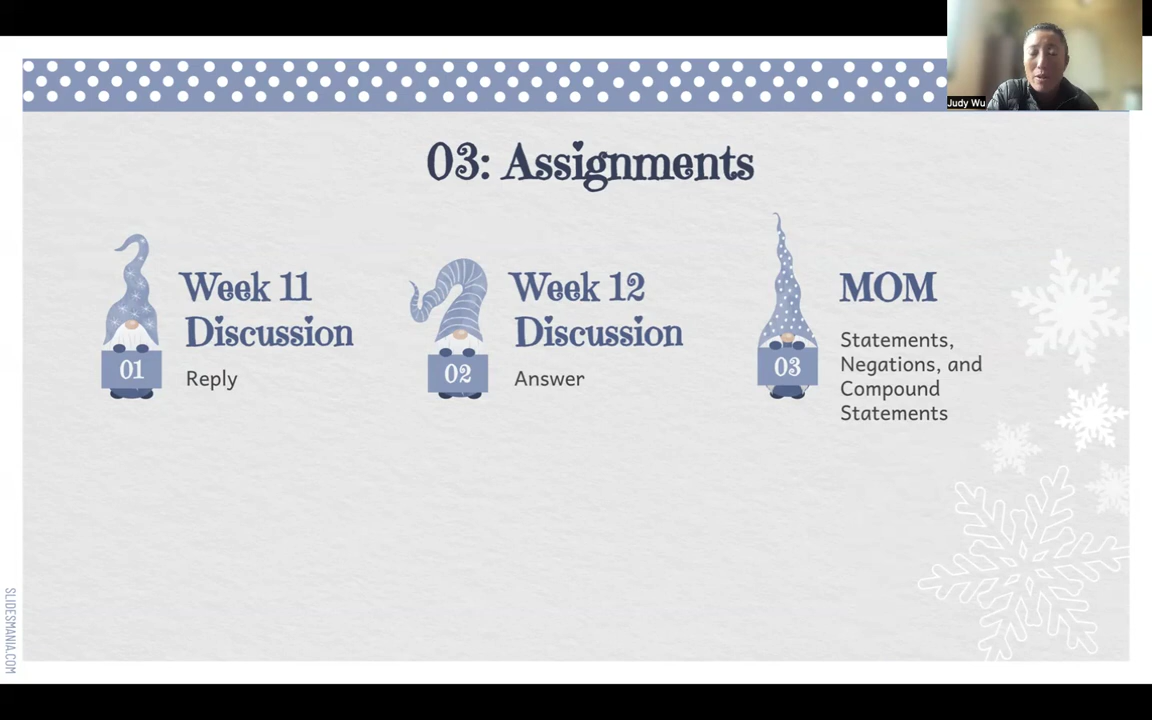 Judy Wu
03: Assignments
Week 11
Discussion
Reply
01
Week 12
Discussion
Answer
02
MOM
Statements,
Negations, and
Compound
Statements
03
SLIDESMANIA.COM